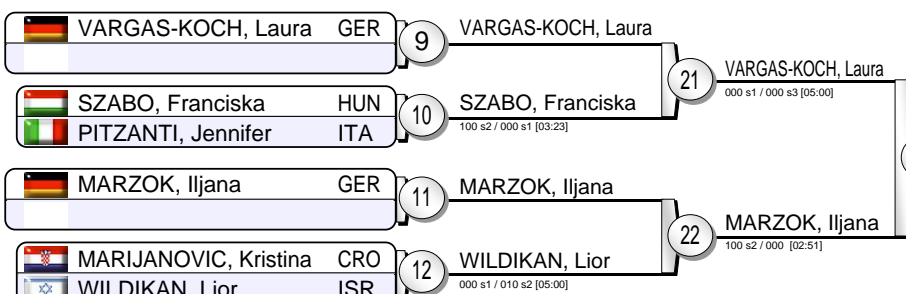 VARGAS-KOCH, Laura GER
9
VARGAS-KOCH, Laura
SZABO, Franciska HUN
PITZANTI, Jennifer ITA
10
SZABO, Franciska
100 s2 / 000 s1 [03:23]
21
VARGAS-KOCH, Laura
000 s1 / 000 s3 [05:00]
MARZOK, Iljana GER
11
MARZOK, Iljana
MARIJANOVIC, Kristina CRO
WILDIKAN, Lior ISR
12
WILDIKAN, Lior
000 s1 / 010 s2 [05:00]
22
MARZOK, Iljana
100 s2 / 000 [02:51]